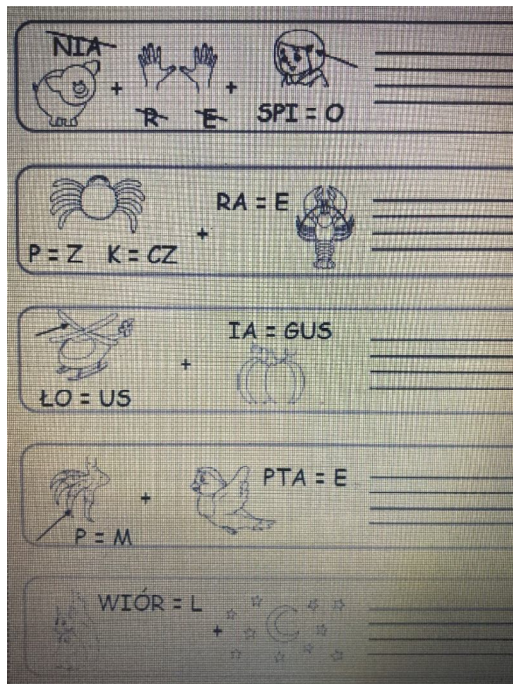 NIA
+ +
R E SPI = O
RA = E
+
P = Z K = CZ
IA = GUS
+
ŁO = US
PTA = E
+
P = M
WIÓR = L
+